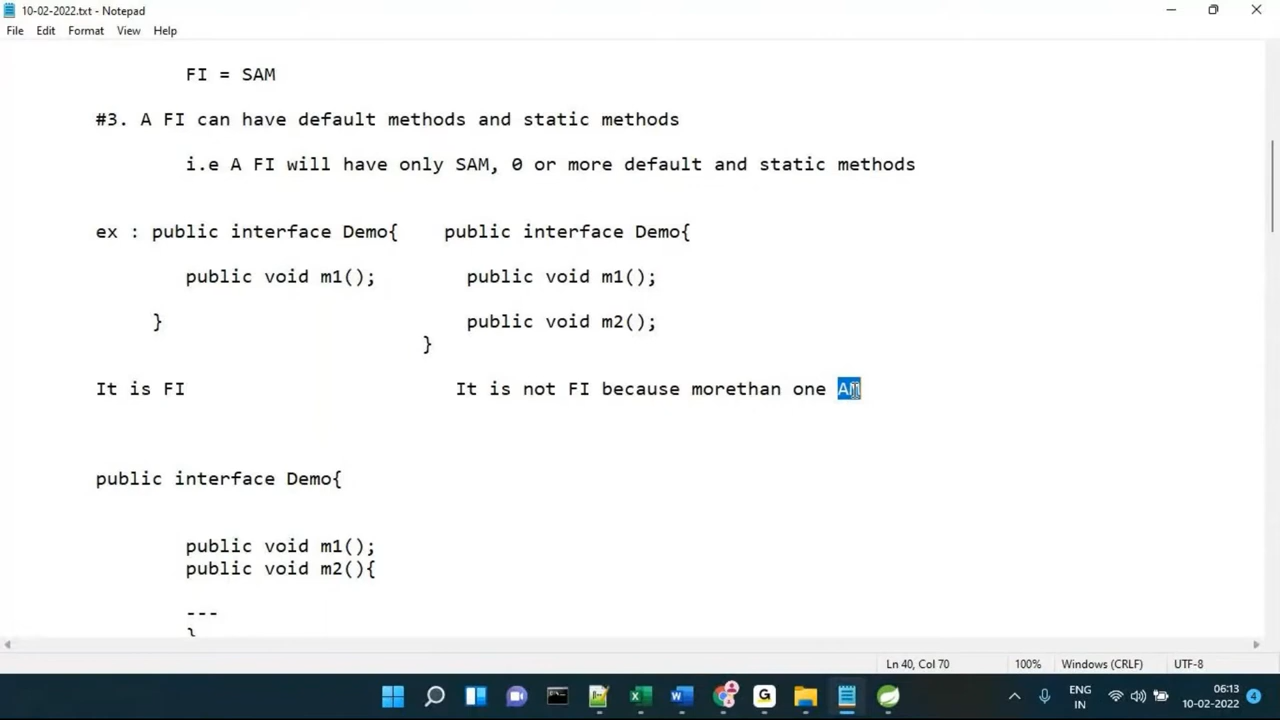 10-02-2022.txt - Notepad
File Edit Format View Help
FI = SAM
#3. A FI can have default methods and static methods
i.e A FI will have only SAM, 0 or more default and static methods
ex : public interface Demo{ public interface Demo{
public void m1(); public void m1();
} public void m2();
}
It is FI It is not FI because morethan one AM
public interface Demo{
public void m1();
public void m2(){
---
}
Ln 40, Col 70 100% Windows (CRLF) UTF-8
ENG 06:13
IN 10-02-2022 4